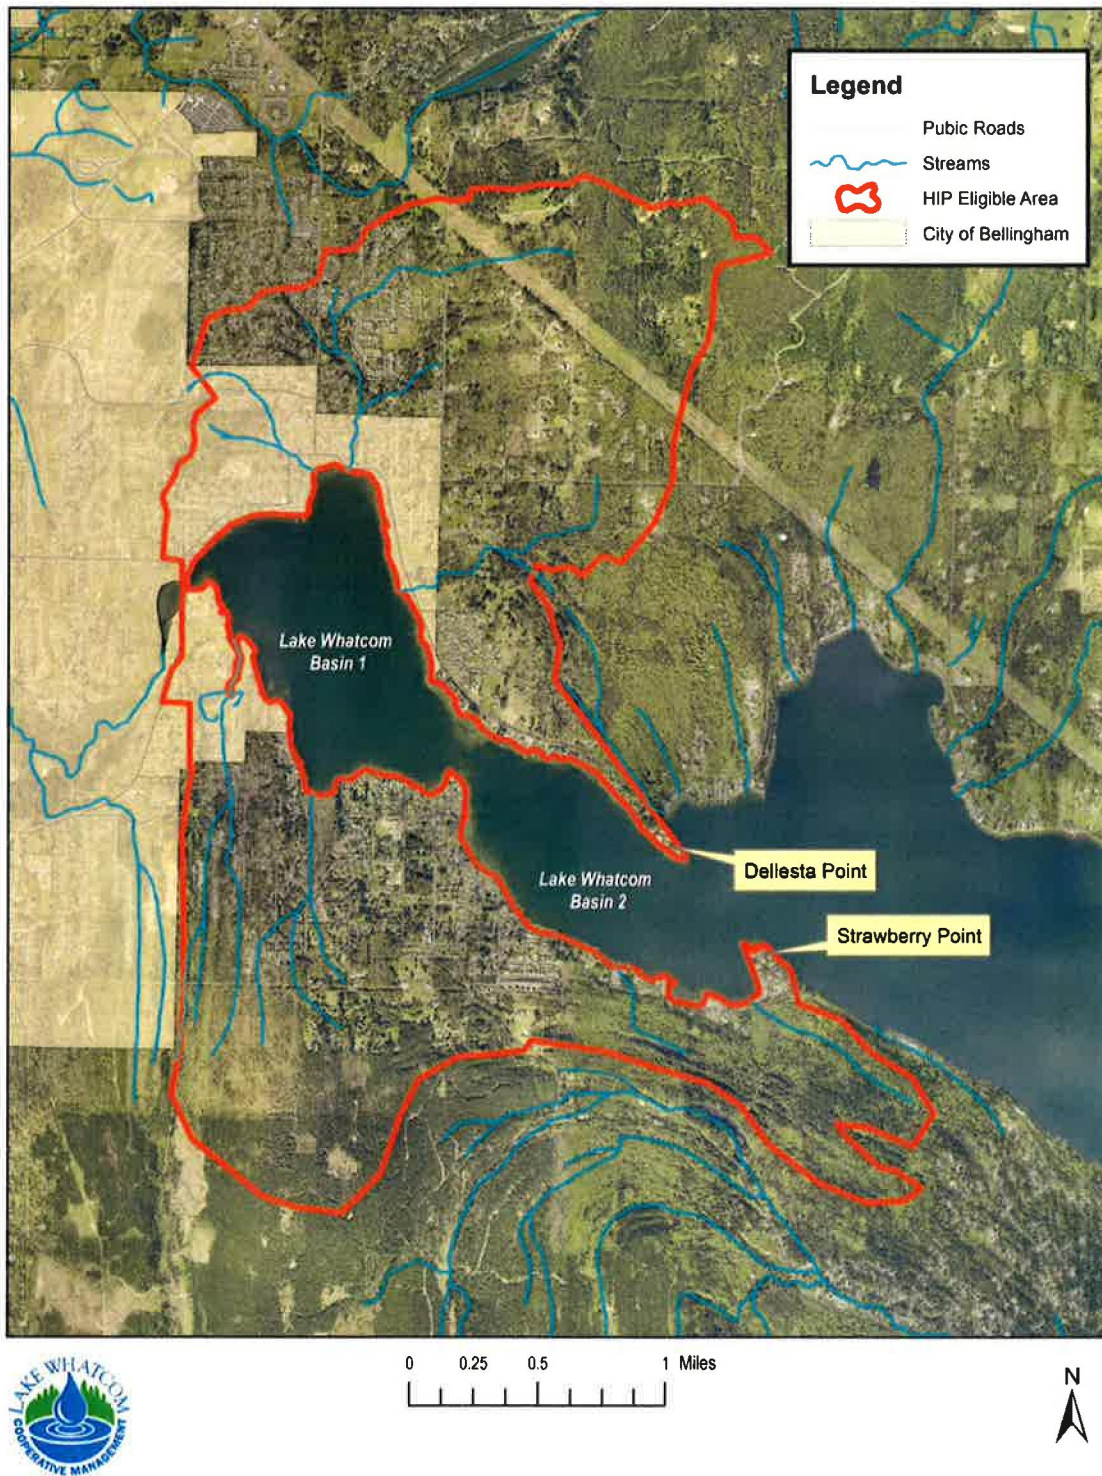 Legend
Pubic Roads
Streams
HIP Eligible Area
City of Bellingham
Lake Whatcom
Basin 1
Dellesta Point
Lake Whatcom
Basin 2
Strawberry Point
0 0.25 0.5 1 Miles
N
LAKE WHATCOM
COOPERATIVE MANAGEMENT